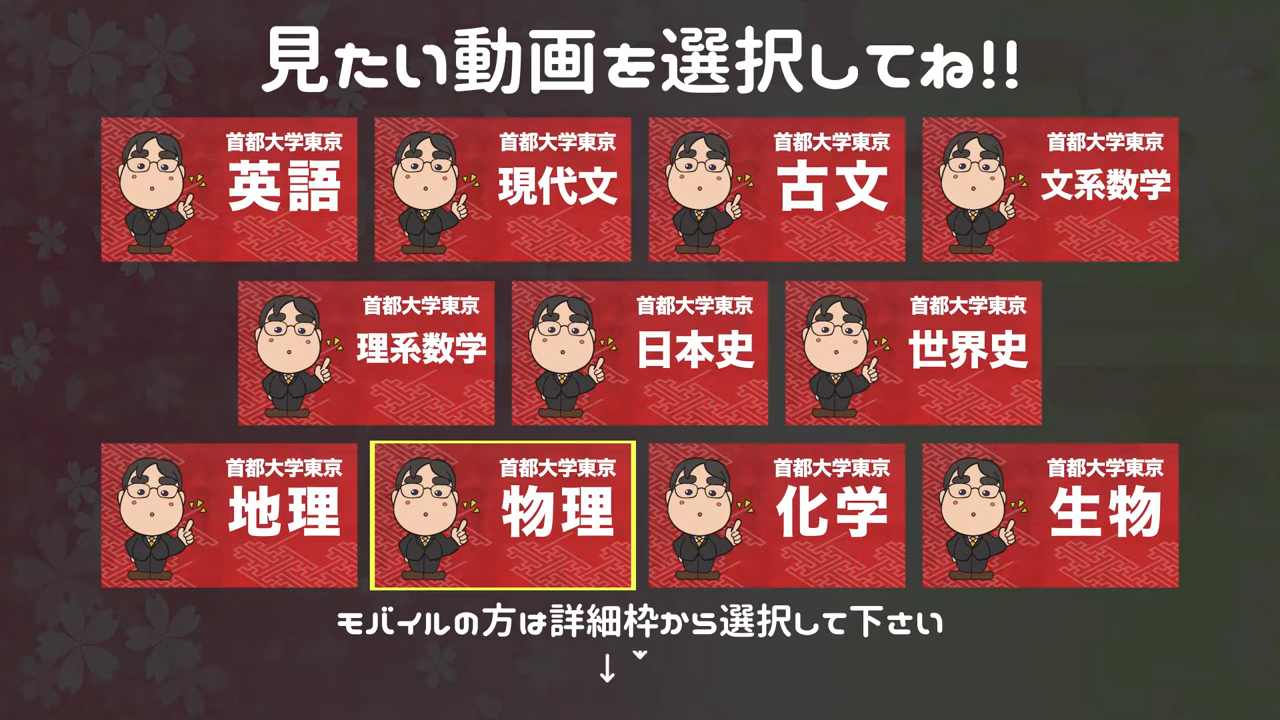 見たい動画を選択してね!!
首都大学東京
英語
首都大学東京
現代文
首都大学東京
古文
首都大学東京
文系数学
首都大学東京
理系数学
首都大学東京
日本史
首都大学東京
世界史
首都大学東京
地理
首都大学東京
物理
首都大学東京
化学
首都大学東京
生物
モバイルの方は詳細枠から選択して下さい
↓